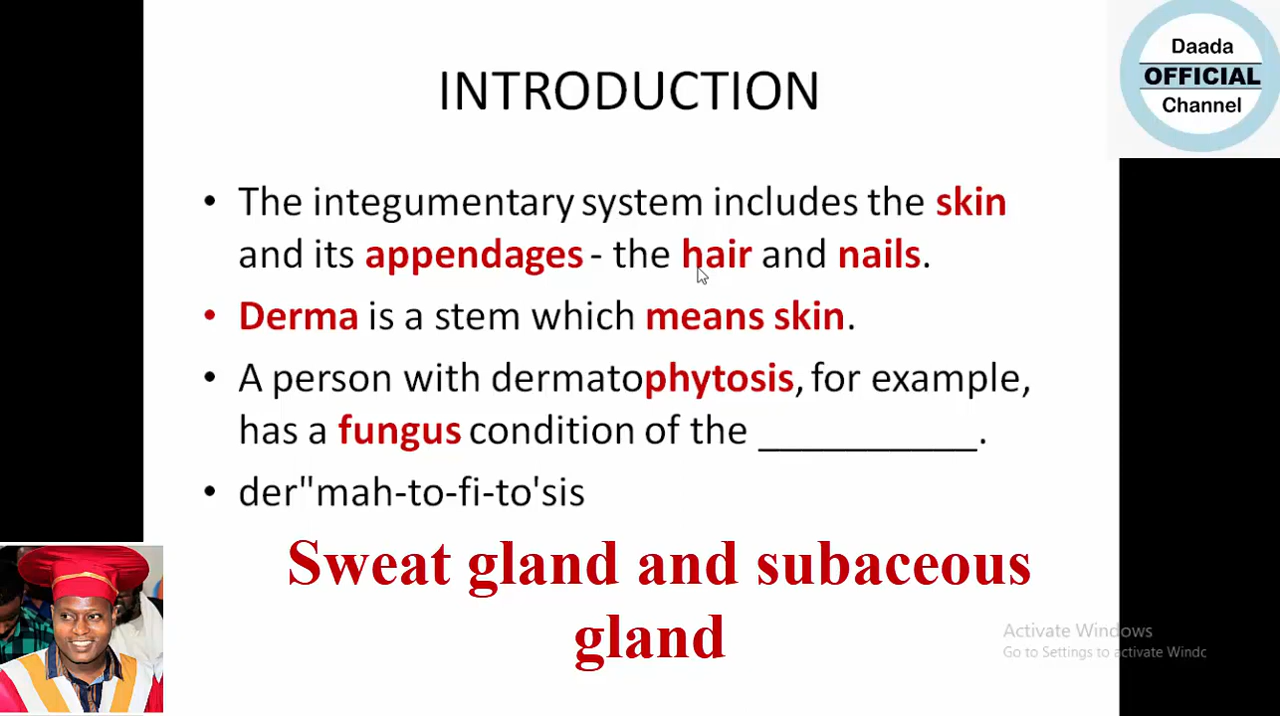 INTRODUCTION
Daada
OFFICIAL
Channel
• The integumentary system includes the skin
and its appendages - the hair and nails.
• Derma is a stem which means skin.
• A person with dermatophytosis, for example,
has a fungus condition of the __________.
• der"mah-to-fi-to'sis
Sweat gland and subaceous
gland
Activate Windows
Go to Settings to activate Windc